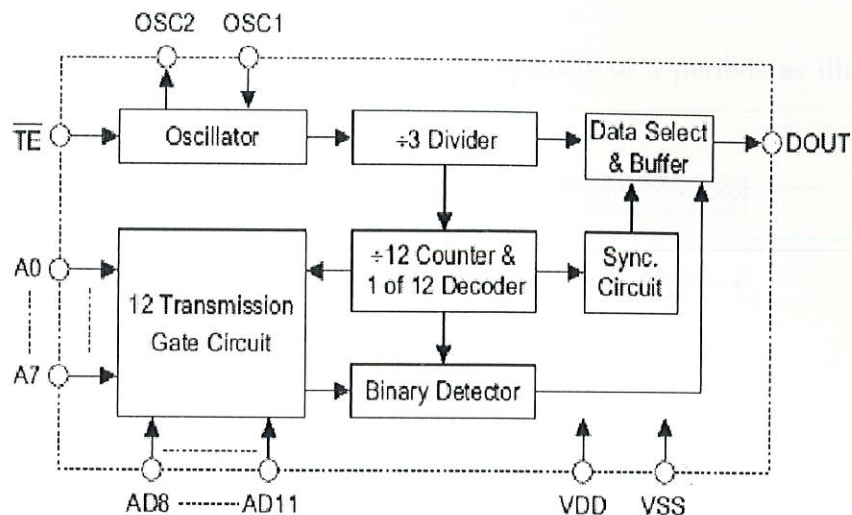 OSC2 OSC1
TE
Oscillator
÷3 Divider
Data Select
& Buffer
DOUT
A0
A7
12 Transmission
Gate Circuit
÷12 Counter &
1 of 12 Decoder
Sync.
Circuit
Binary Detector
AD8 AD11
VDD VSS